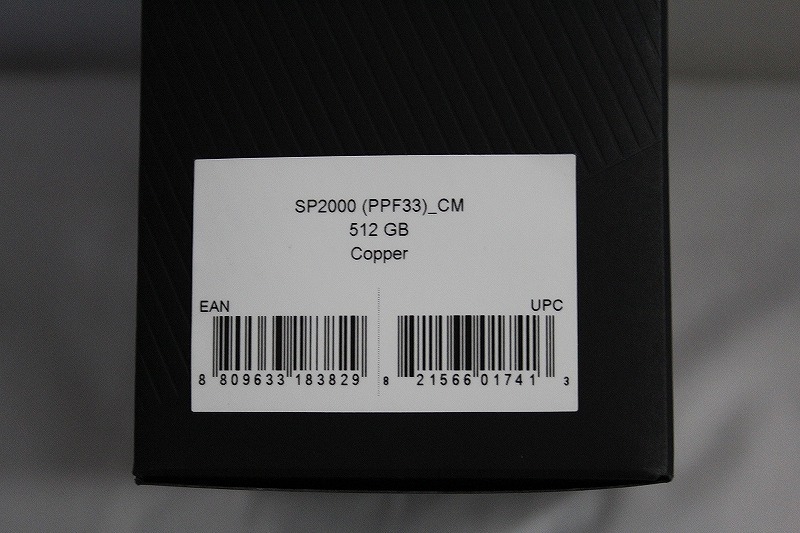 SP2000 (PPF33)_CM
512 GB
Copper
EAN
8 809633 183829
UPC
8 21566 01741 3